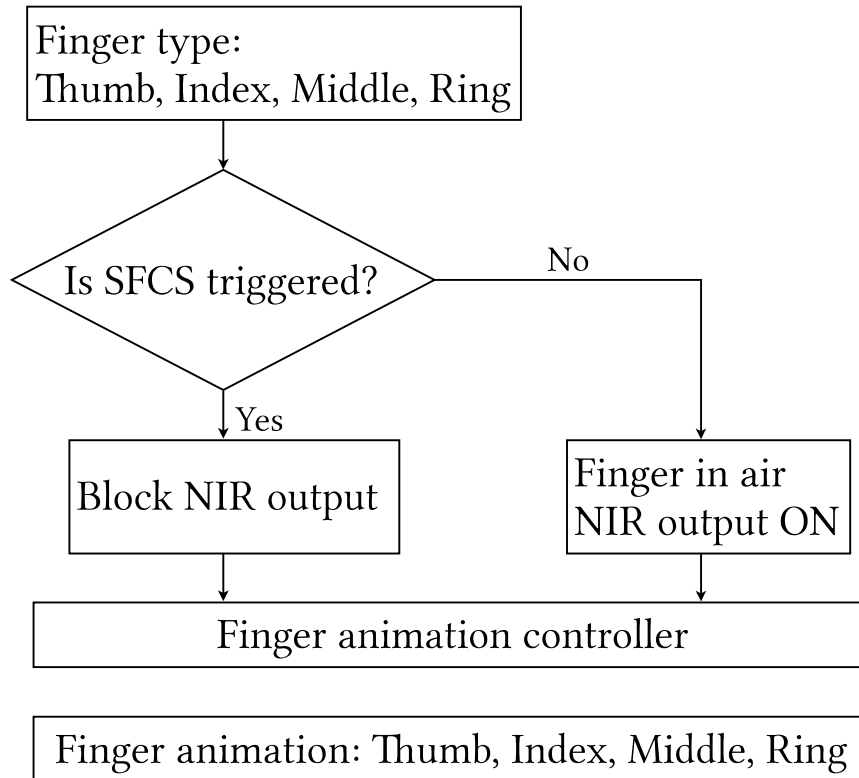 Finger type:
Thumb, Index, Middle, Ring
Is SFCS triggered?
No
Yes
Block NIR output
Finger in air
NIR output ON
Finger animation controller
Finger animation: Thumb, Index, Middle, Ring